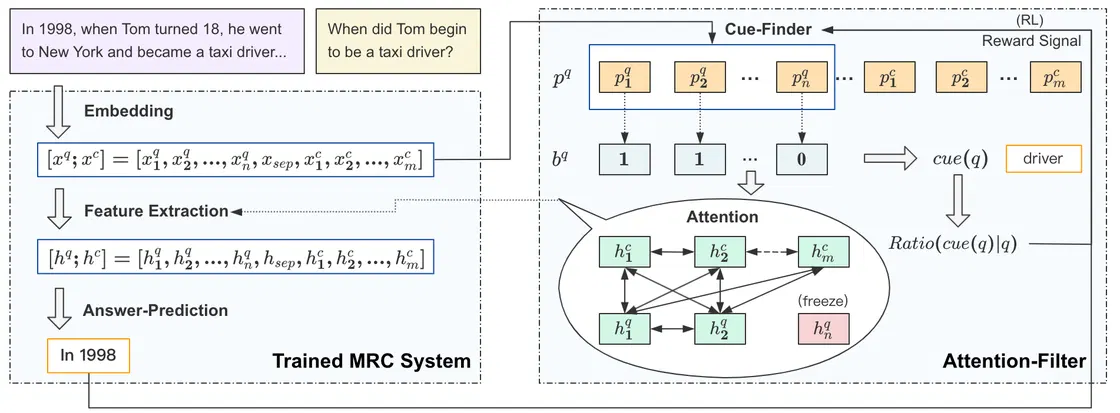 In 1998, when Tom turned 18, he went
to New York and became a taxi driver...
When did Tom begin
to be a taxi driver?
Embedding
[x^q; x^c] = [x_1^q, x_2^q, ..., x_n^q, x_sep, x_1^c, x_2^c, ..., x_m^c]
Feature Extraction
[h^q; h^c] = [h_1^q, h_2^q, ..., h_n^q, h_sep, h_1^c, h_2^c, ..., h_m^c]
Answer-Prediction
In 1998
Trained MRC System
Cue-Finder
(RL)
Reward Signal
p^q p_1^q p_2^q ... p_n^q ... p_1^c p_2^c ... p_m^c
b^q 1 1 ... 0
cue(q) driver
Attention
h_1^c h_2^c h_m^c
Ratio(cue(q)|q)
(freeze)
h_1^q h_2^q h_n^q
Attention-Filter